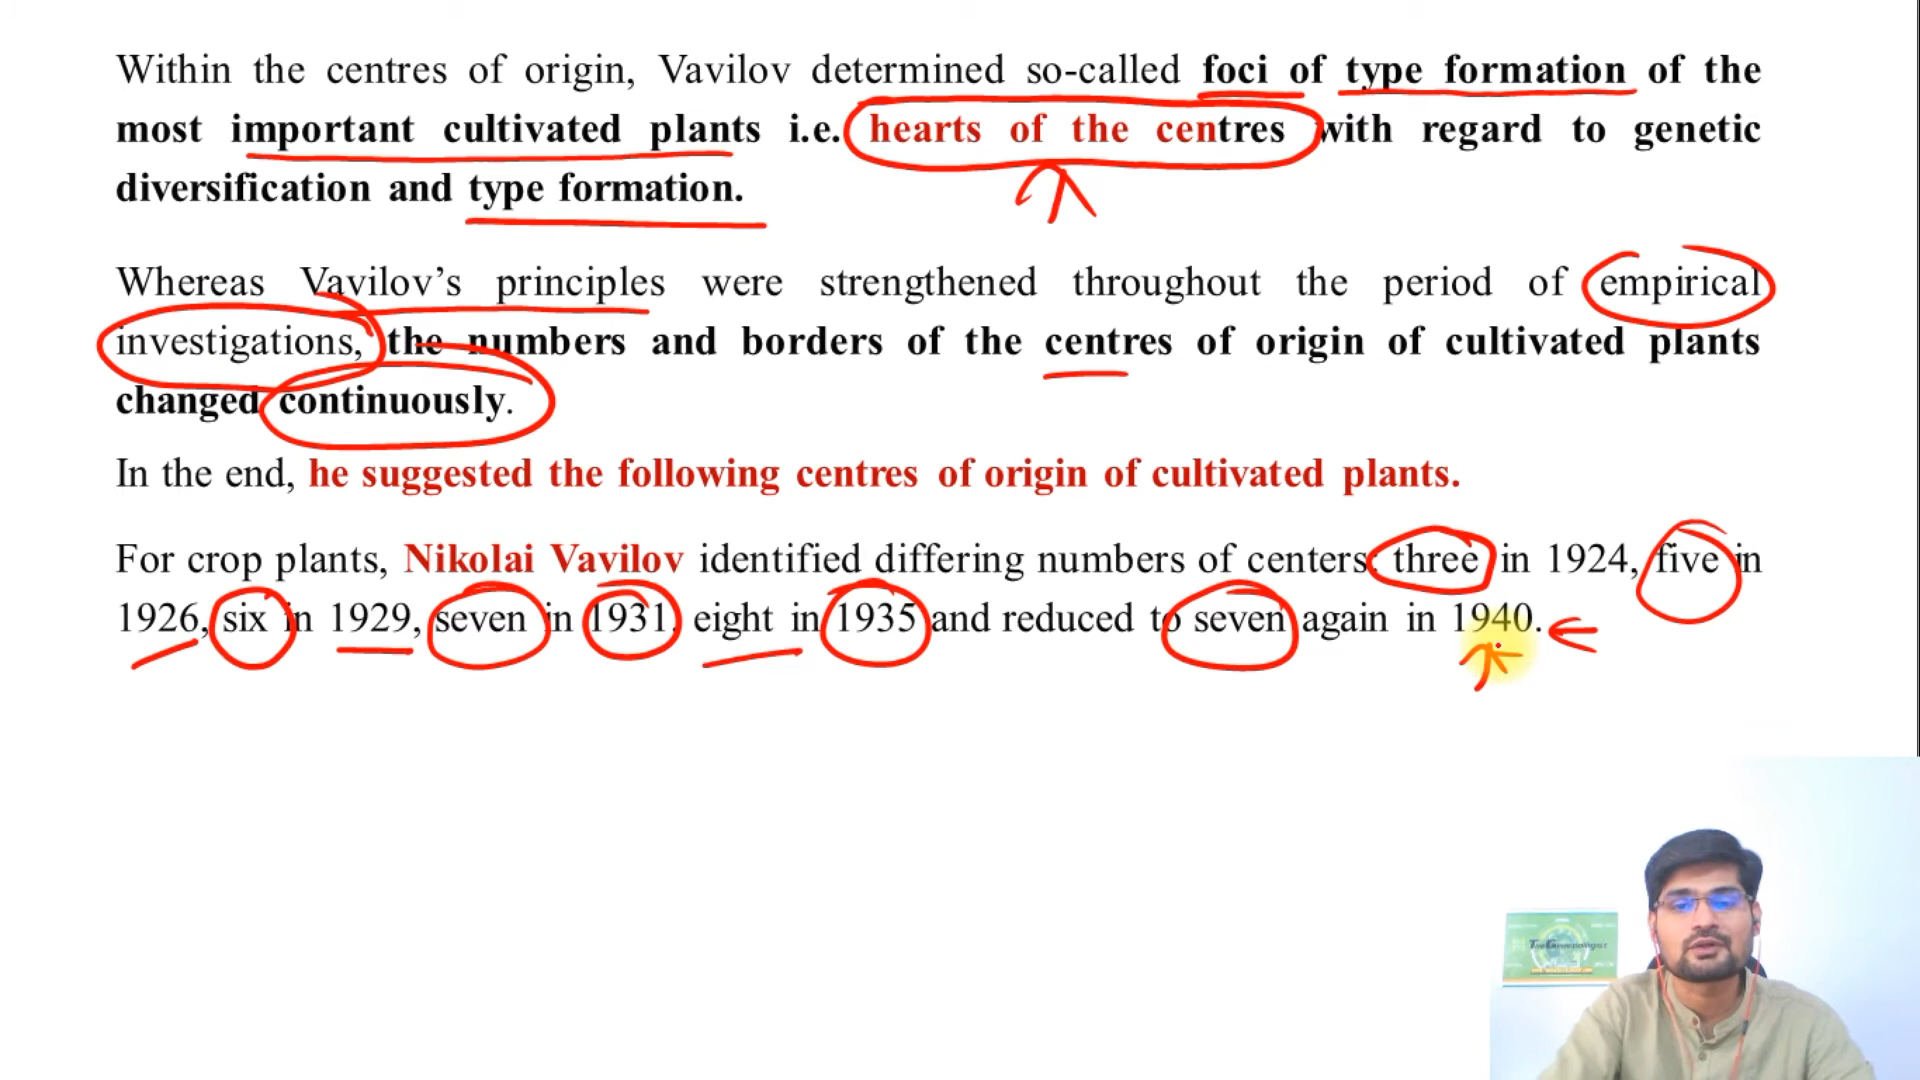 Within the centres of origin, Vavilov determined so-called foci of type formation of the
most important cultivated plants i.e. hearts of the centres with regard to genetic
diversification and type formation.
Whereas Vavilov’s principles were strengthened throughout the period of empirical
investigations, the numbers and borders of the centres of origin of cultivated plants
changed continuously.
In the end, he suggested the following centres of origin of cultivated plants.
For crop plants, Nikolai Vavilov identified differing numbers of centers: three in 1924, five in
1926, six in 1929, seven in 1931, eight in 1935 and reduced to seven again in 1940.